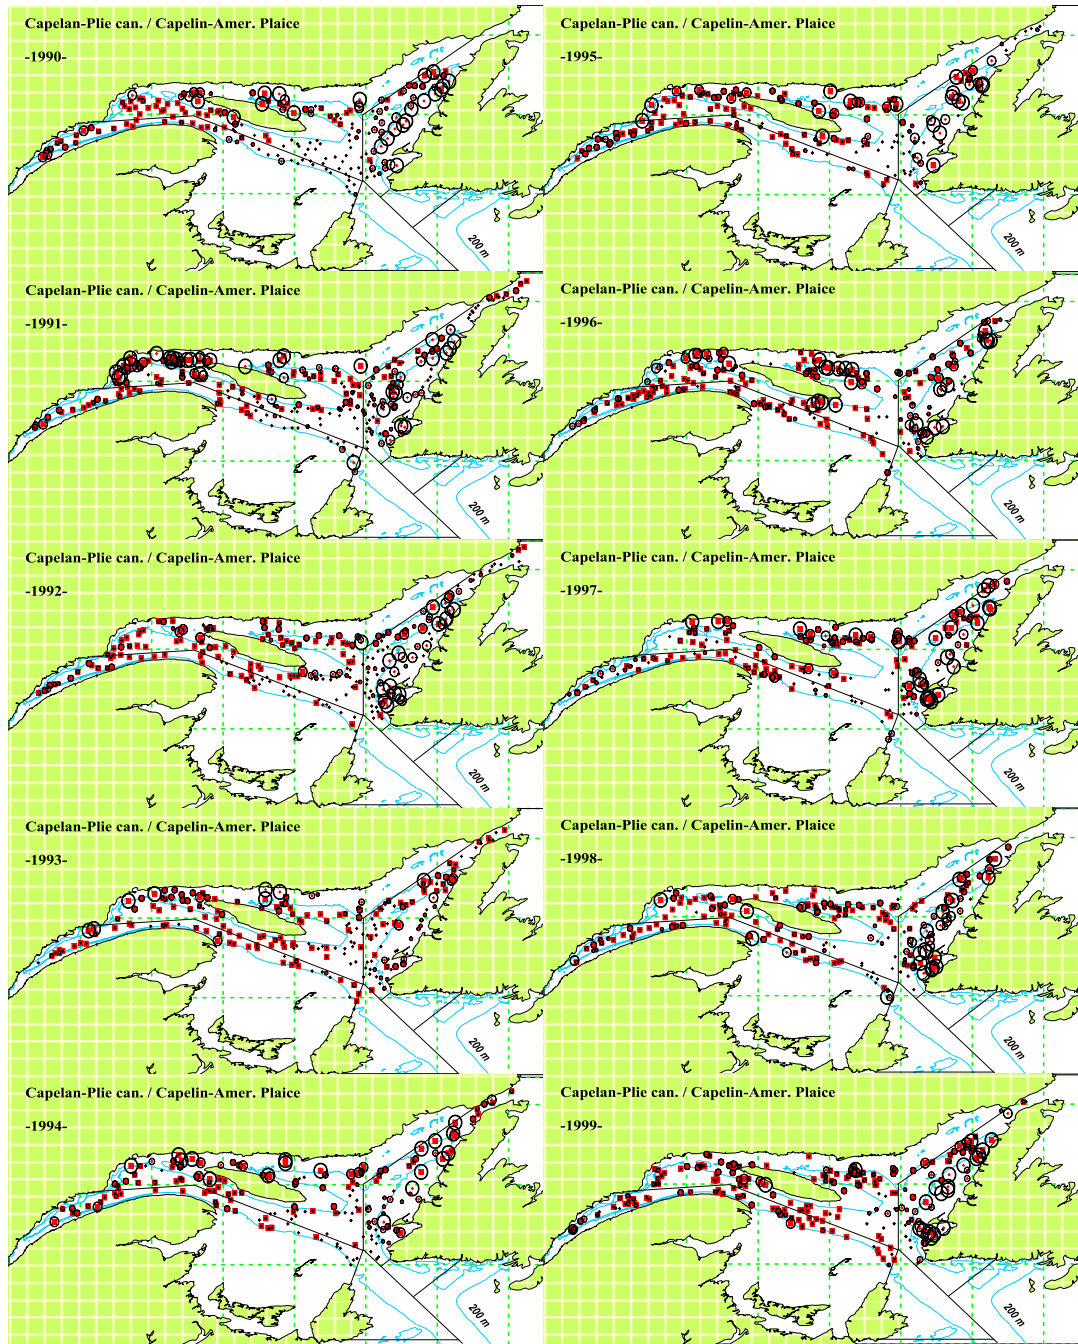 Capelan-Plie can. / Capelin-Amer. Plaice
-1990-
200 m
Capelan-Plie can. / Capelin-Amer. Plaice
-1995-
200 m
Capelan-Plie can. / Capelin-Amer. Plaice
-1991-
200 m
Capelan-Plie can. / Capelin-Amer. Plaice
-1996-
200 m
Capelan-Plie can. / Capelin-Amer. Plaice
-1992-
200 m
Capelan-Plie can. / Capelin-Amer. Plaice
-1997-
200 m
Capelan-Plie can. / Capelin-Amer. Plaice
-1993-
200 m
Capelan-Plie can. / Capelin-Amer. Plaice
-1998-
200 m
Capelan-Plie can. / Capelin-Amer. Plaice
-1994-
200 m
Capelan-Plie can. / Capelin-Amer. Plaice
-1999-
200 m